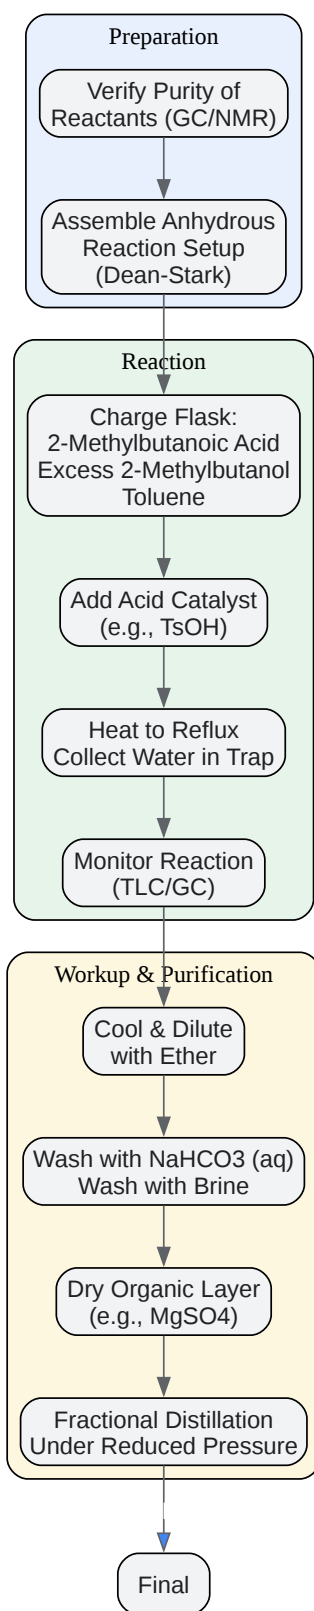 Preparation
Verify Purity of
Reactants (GC/NMR)
Assemble Anhydrous
Reaction Setup
(Dean-Stark)
Reaction
Charge Flask:
2-Methylbutanoic Acid
Excess 2-Methylbutanol
Toluene
Add Acid Catalyst
(e.g., TsOH)
Heat to Reflux
Collect Water in Trap
Monitor Reaction
(TLC/GC)
Workup & Purification
Cool & Dilute
with Ether
Wash with NaHCO3 (aq)
Wash with Brine
Dry Organic Layer
(e.g., MgSO4)
Fractional Distillation
Under Reduced Pressure
Final